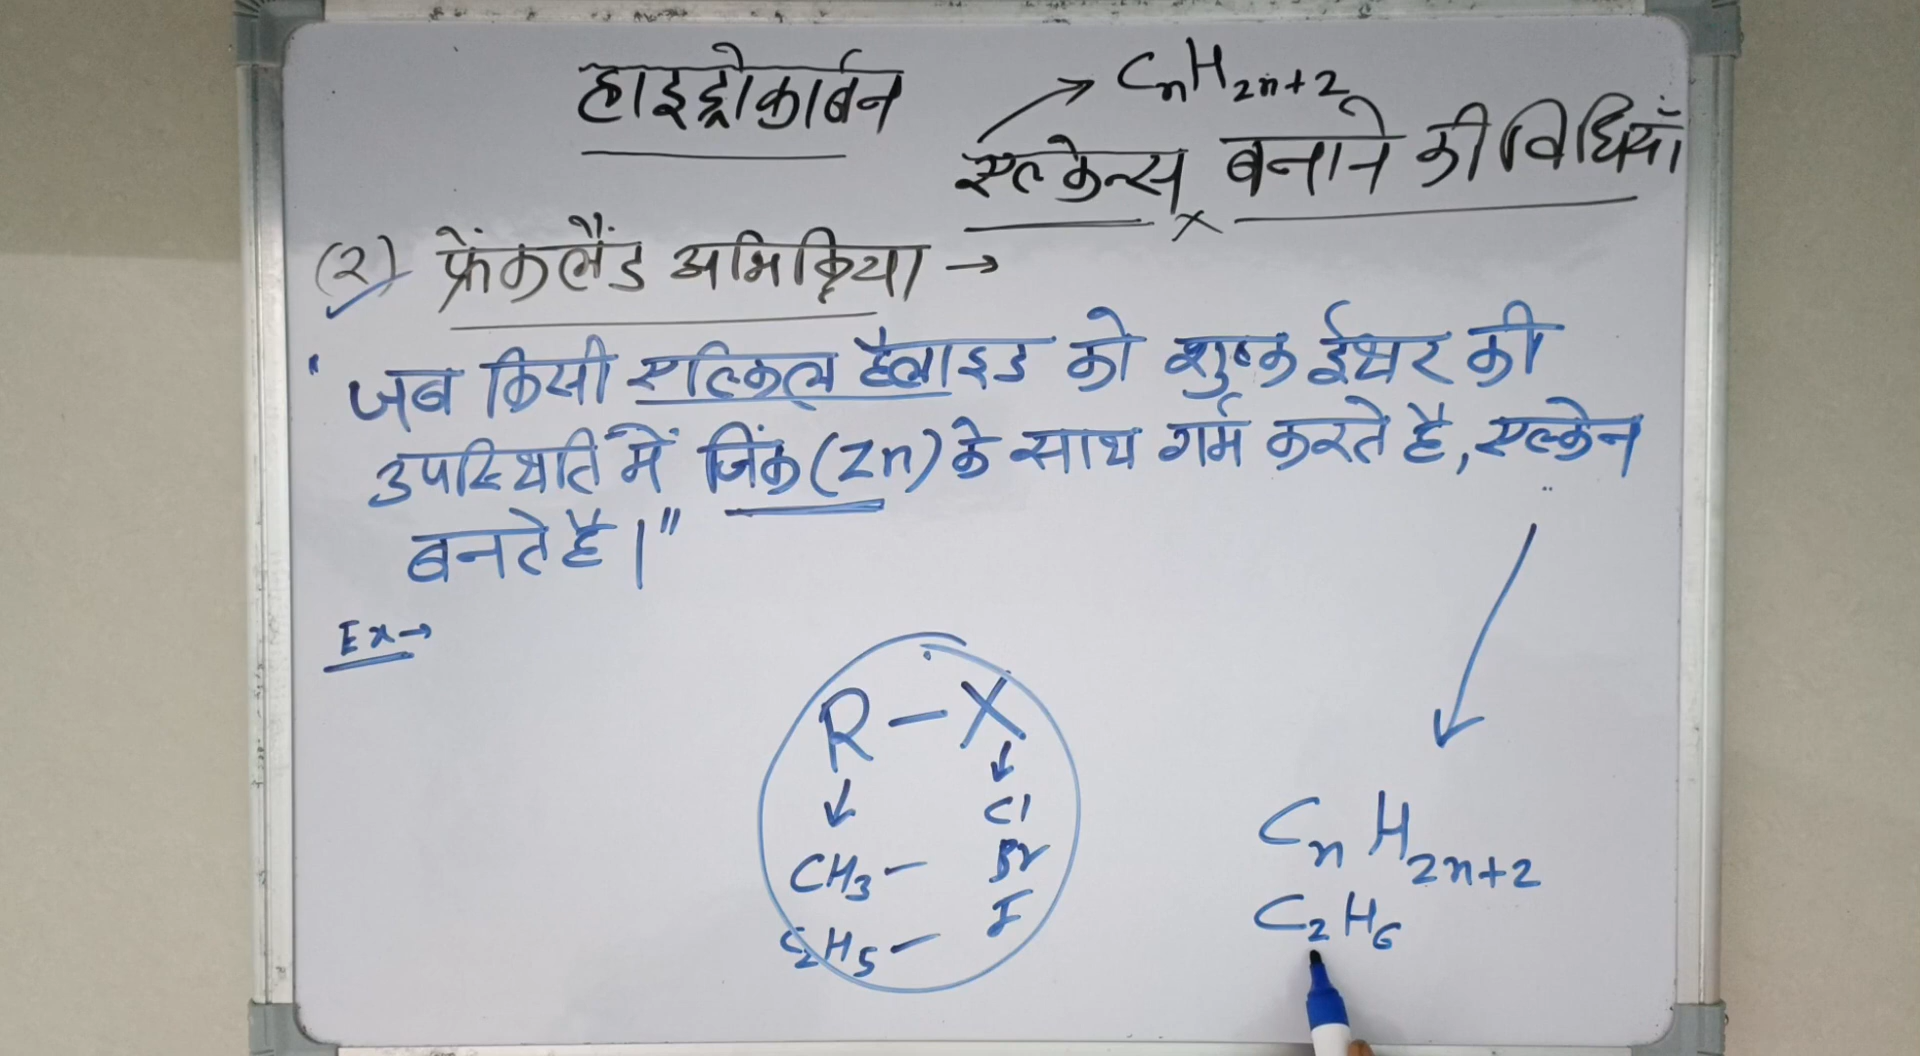 हाइड्रोकार्बन
CnH2n+2
एल्केन्स बनाने की विधियाँ
(2) फ्रेंकलैंड अभिक्रिया →
"जब किसी एल्किल हैलाइड को शुष्क ईथर की
उपस्थिति में जिंक (Zn) के साथ गर्म करते है, एल्केन
बनते है।"
Ex→
R - X
Cl
CH3 - Br
I
C2H5 -
CnH2n+2
C2H6